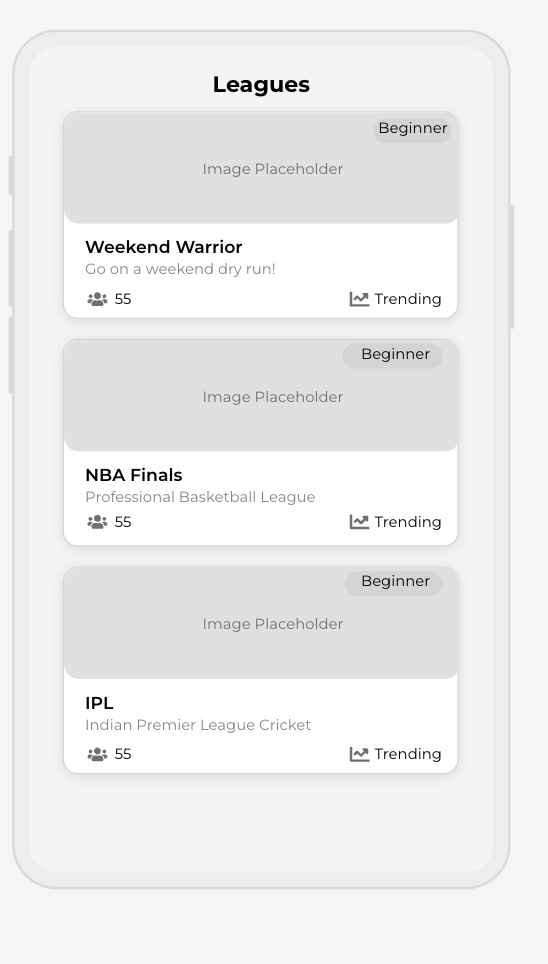 Leagues
Beginner
Image Placeholder
Weekend Warrior
Go on a weekend dry run!
55 Trending
Beginner
Image Placeholder
NBA Finals
Professional Basketball League
55 Trending
Beginner
Image Placeholder
IPL
Indian Premier League Cricket
55 Trending